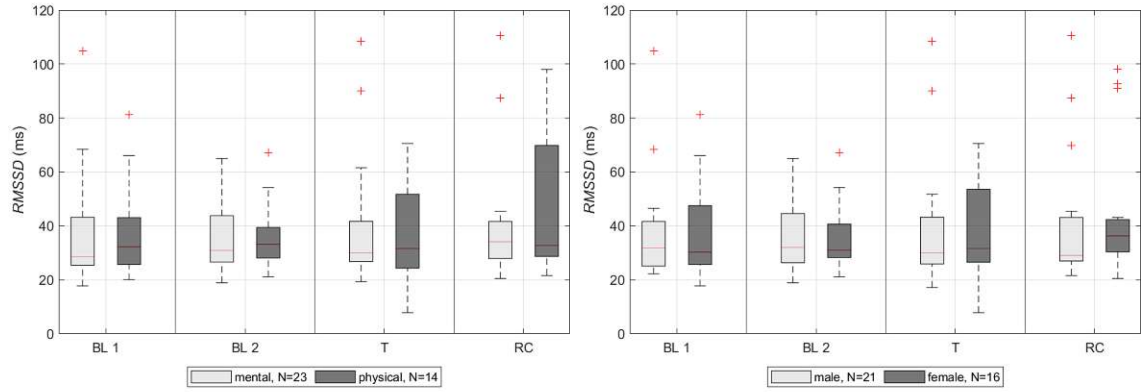 120
100
80
60
40
20
0
RMSSD (ms)
BL 1 BL 2 T RC
mental, N=23 physical, N=14
120
100
80
60
40
20
0
RMSSD (ms)
BL 1 BL 2 T RC
male, N=21 female, N=16